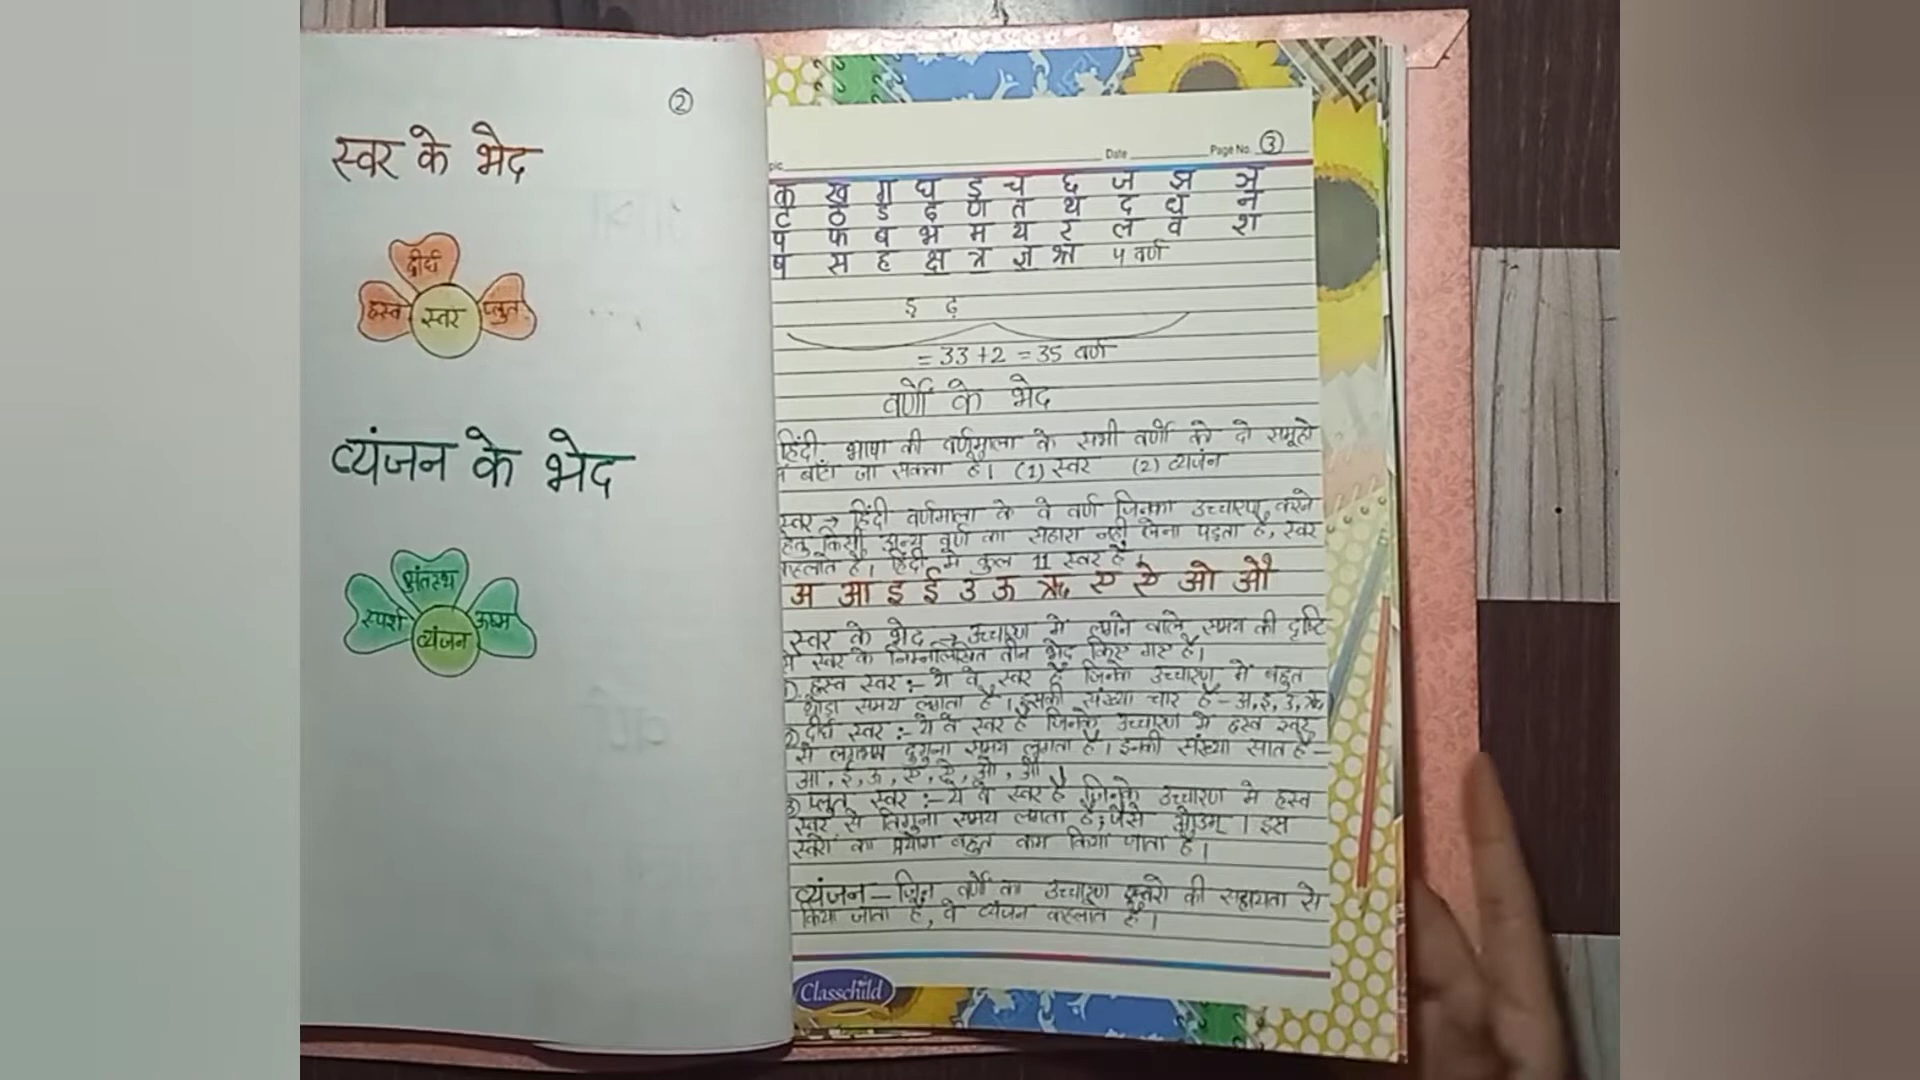 ②
स्वर के भेद
दीर्घ
ह्रस्व स्वर प्लुत
व्यंजन के भेद
अंतस्थ
स्पर्श व्यंजन ऊष्म
Date Page No. ③
क ख ग घ ङ च छ ज झ ञ
ट ठ ड ढ ण त थ द ध न
प फ ब भ म य र ल व श
ष स ह क्ष त्र ज्ञ श्र
ड़ ढ़
= 33 + 2 = 35 वर्ण
वर्णो के भेद
हिंदी भाषा की वर्णमाला के सभी वर्णो को दो समूहो
में बाँटा जा सकता है। (1) स्वर (2) व्यंजन
स्वर → हिंदी वर्णमाला के वे वर्ण जिनका उच्चारण करने
हेतु किसी अन्य वर्ण का सहारा नहीं लेना पड़ता है, स्वर
कहलाते है। हिंदी मे कुल 11 स्वर है।
अ आ इ ई उ ऊ ऋ ए ऐ ओ औ
स्वर के भेद → उच्चारण मे लगने वाले समय की दृष्टि
से स्वर के निम्नलिखित तीन भेद किए गए है।
1) ह्रस्व स्वर :- ये वे स्वर है जिनके उच्चारण मे बहुत
थोड़ा समय लगता है। इसकी संख्या चार है - अ, इ, उ, ऋ
2) दीर्घ स्वर :- ये वे स्वर है जिनके उच्चारण मे ह्रस्व स्वर
से लगभग दुगुना समय लगता है। इनकी संख्या सात है -
आ, ई, ऊ, ए, ऐ, ओ, औ।
3) प्लुत स्वर :- ये वे स्वर है जिनके उच्चारण मे ह्रस्व
स्वर से तिगुना समय लगता है; जैसे ओउम्। इस
स्वरो का प्रयोग बहुत कम किया जाता है।
व्यंजन - जिन वर्णो का उच्चारण स्वरो की सहायता से
किया जाता है, वे व्यंजन कहलाते है।
Classchild